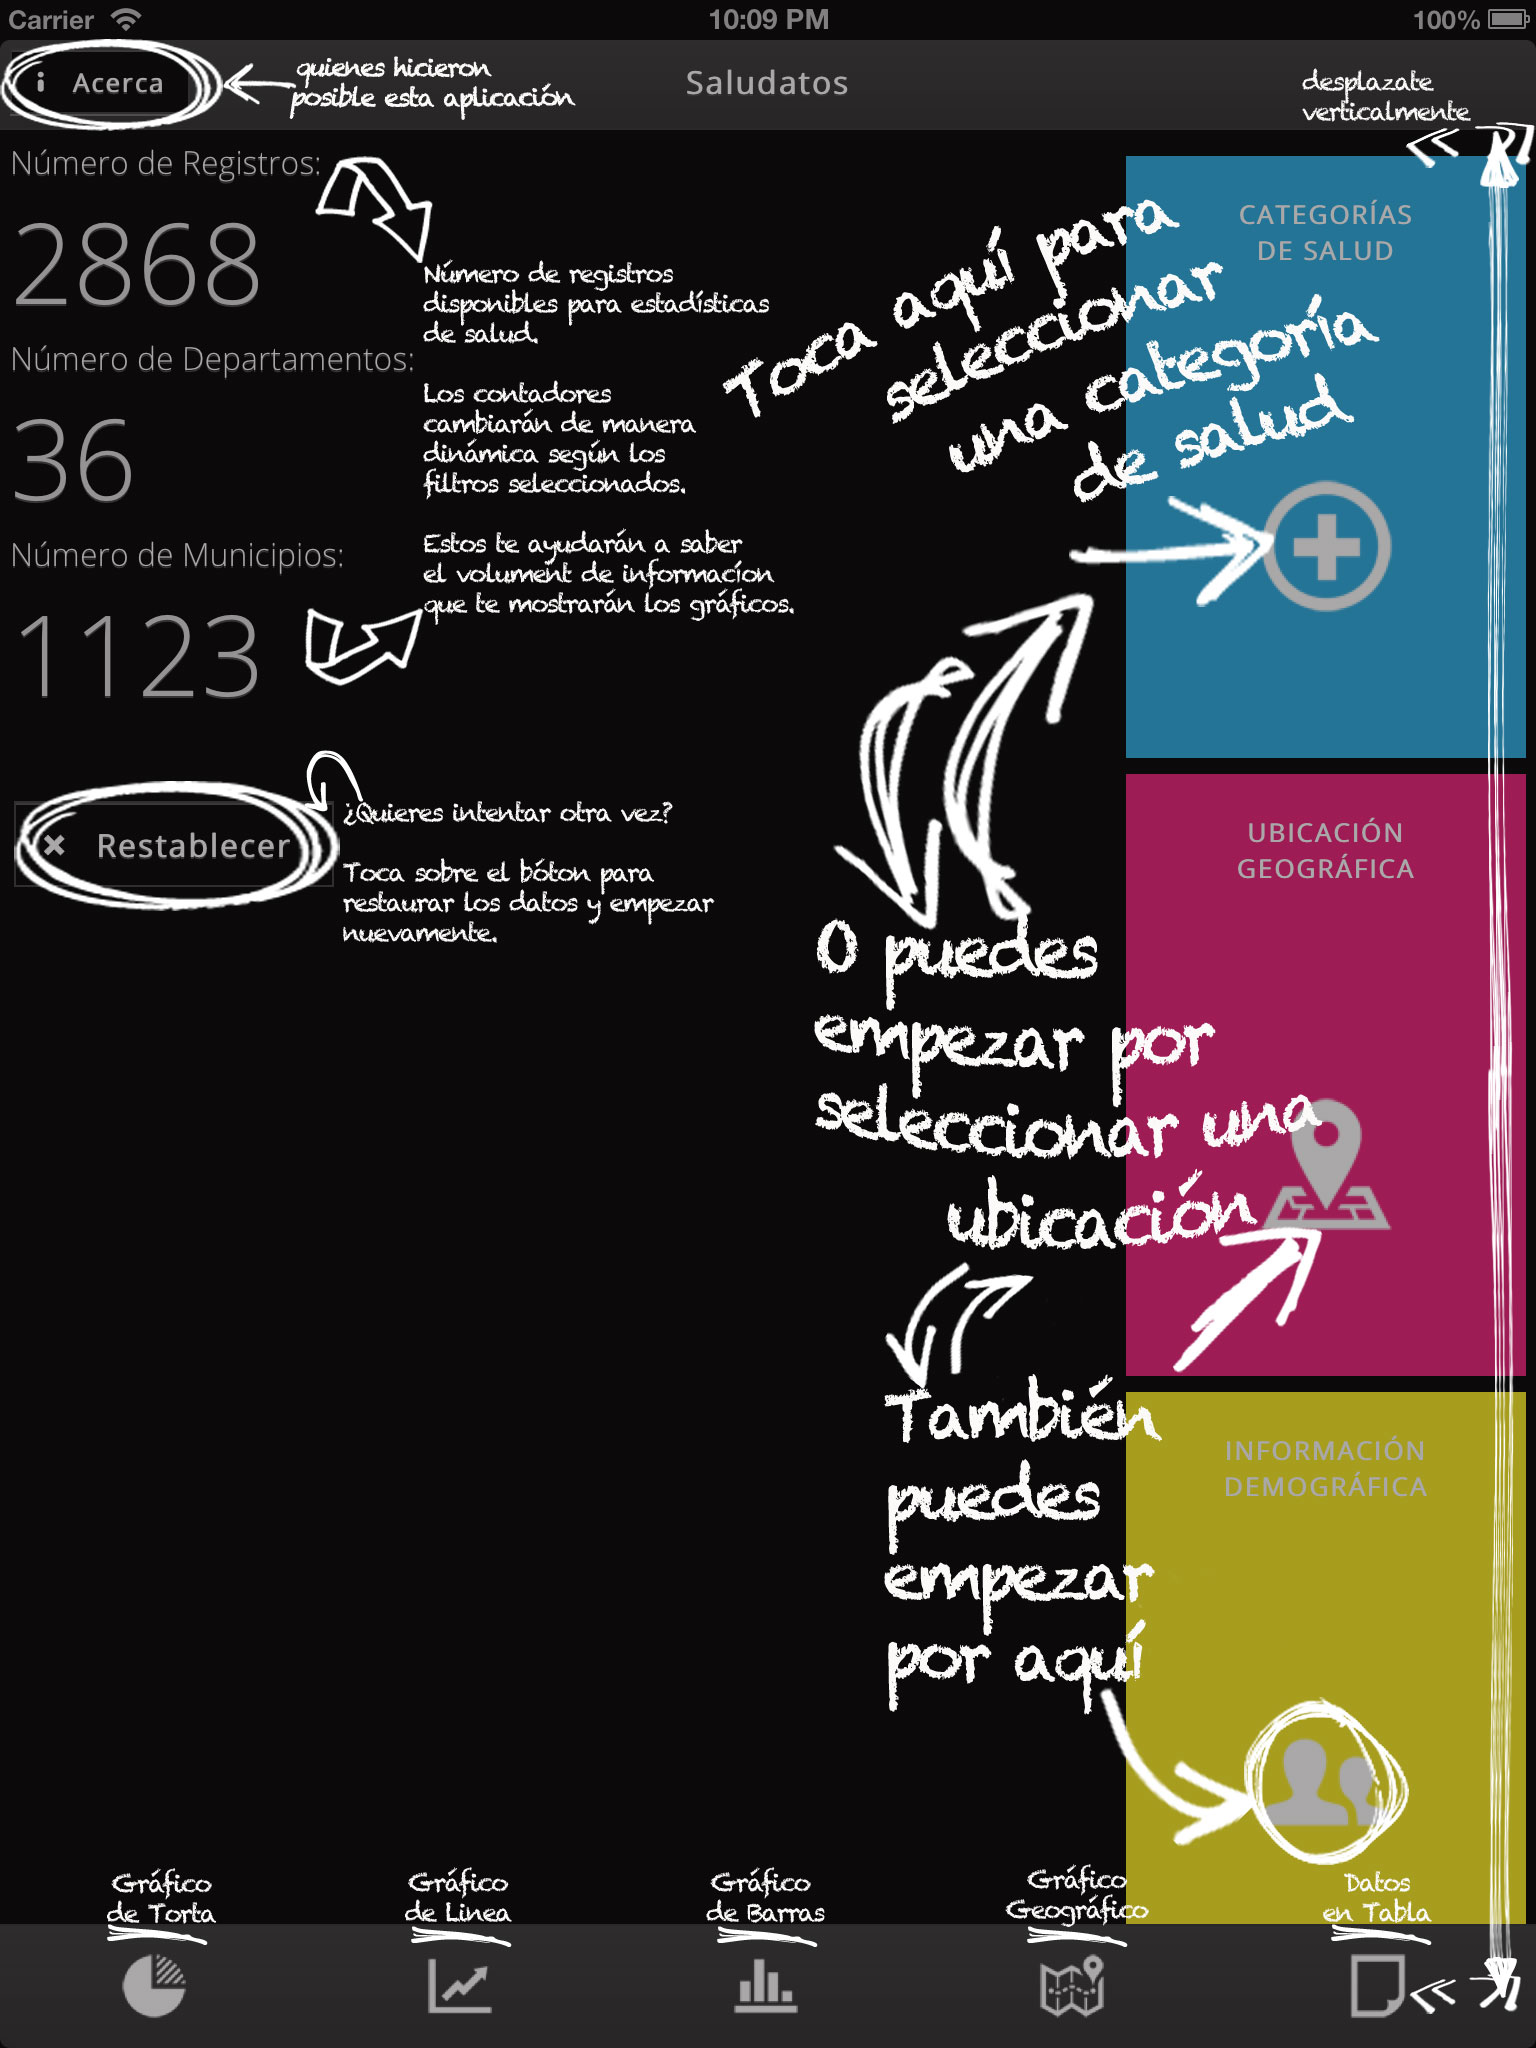 Carrier
10:09 PM
100%
Acerca
quienes hicieron
posible esta aplicación
Saludatos
desplazate
verticalmente
Número de Registros:
2868
Número de registros
disponibles para estadísticas
de salud.
Número de Departamentos:
36
Los contadores
cambiarán de manera
dinámica según los
filtros seleccionados.
Número de Municipios:
1123
Estos te ayudarán a saber
el volument de informacíon
que te mostrarán los gráficos.
Restablecer
¿Quieres intentar otra vez?
Toca sobre el bóton para
restaurar los datos y empezar
nuevamente.
CATEGORÍAS
DE SALUD
Toca aquí para
seleccionar
una categoría
de salud
UBICACIÓN
GEOGRÁFICA
O puedes
empezar por
seleccionar una
ubicación
INFORMACIÓN
DEMOGRÁFICA
También
puedes
empezar
por aquí
Gráfico
de Torta
Gráfico
de Linea
Gráfico
de Barras
Gráfico
Geográfico
Datos
en Tabla